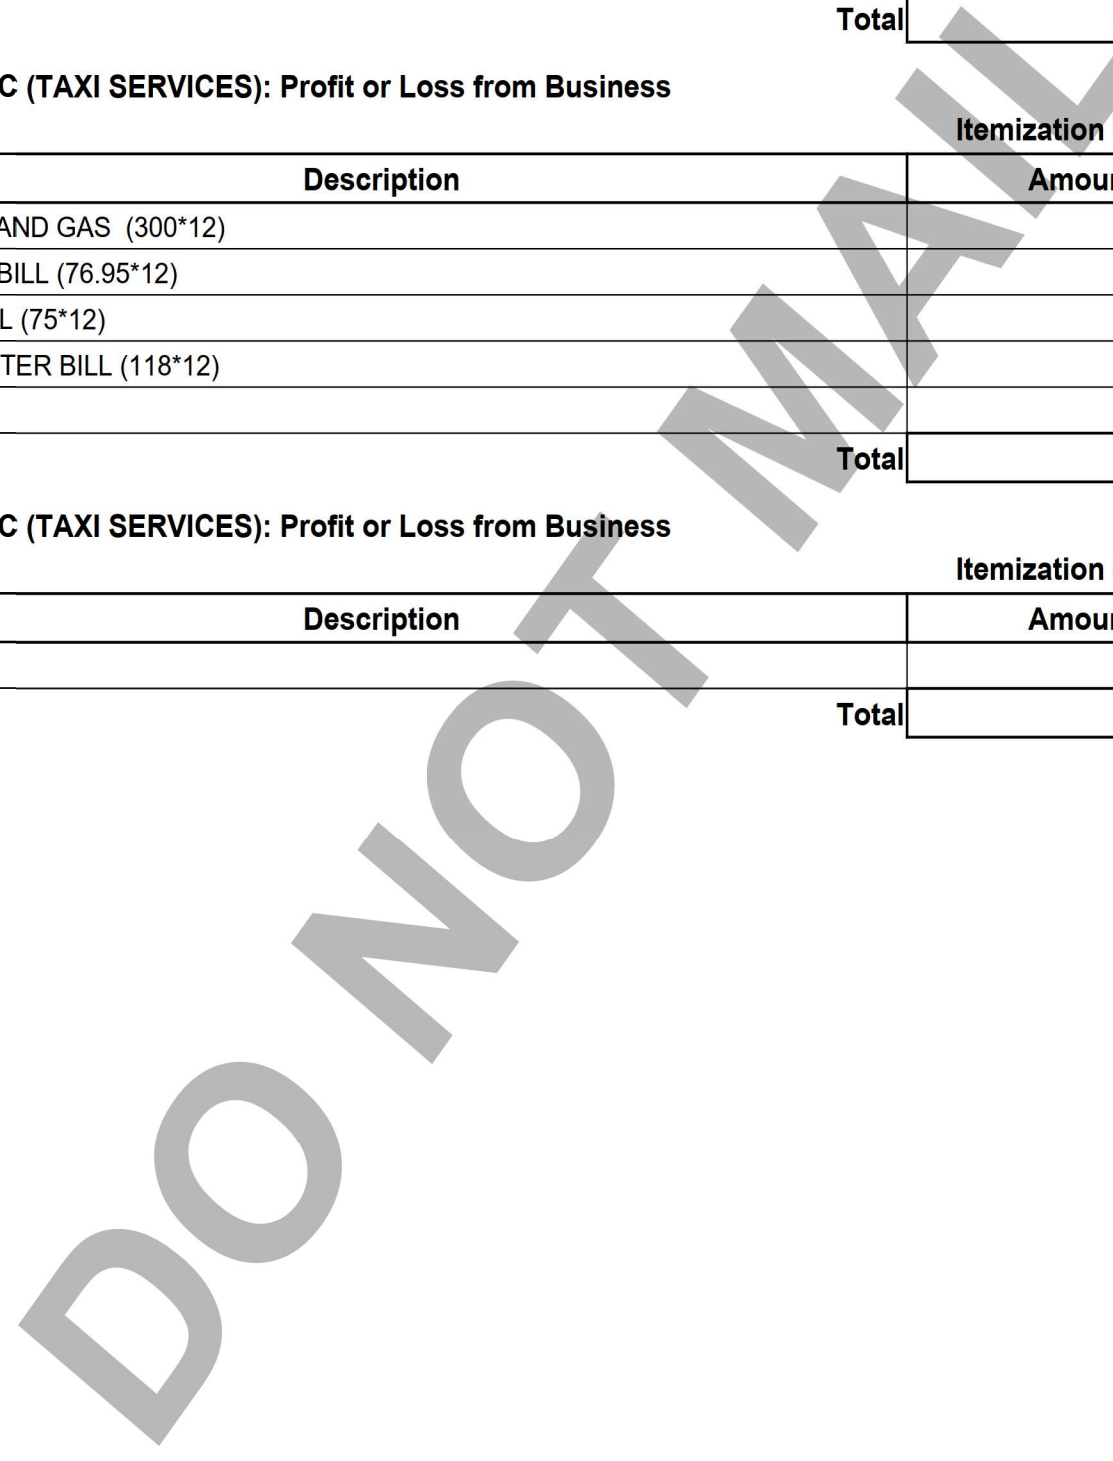 Total
C (TAXI SERVICES): Profit or Loss from Business
Itemization
Description Amour
AND GAS (300*12)
BILL (76.95*12)
L (75*12)
TER BILL (118*12)
Total
C (TAXI SERVICES): Profit or Loss from Business
Itemization
Description Amour
Total
DO NOT MAIL